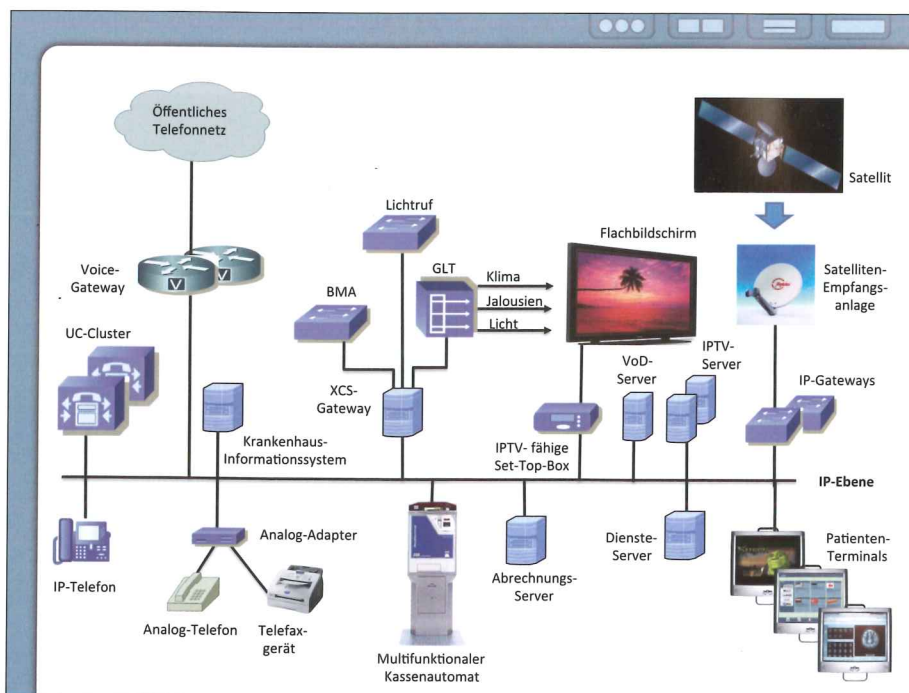 Öffentliches
Telefonnetz
Satellit
Lichtruf
Flachbildschirm
Voice-
Gateway
V
V
BMA
GLT
Klima
Jalousien
Licht
Satelliten-
Empfangs-
anlage
UC-Cluster
XCS-
Gateway
VoD-
Server
IPTV-
Server
IP-Gateways
Krankenhaus-
Informationssystem
IPTV- fähige
Set-Top-Box
IP-Ebene
IP-Telefon
Analog-Adapter
Analog-Telefon
Telefax-
gerät
Multifunktionaler
Kassenautomat
Abrechnungs-
Server
Dienste-
Server
Patienten-
Terminals